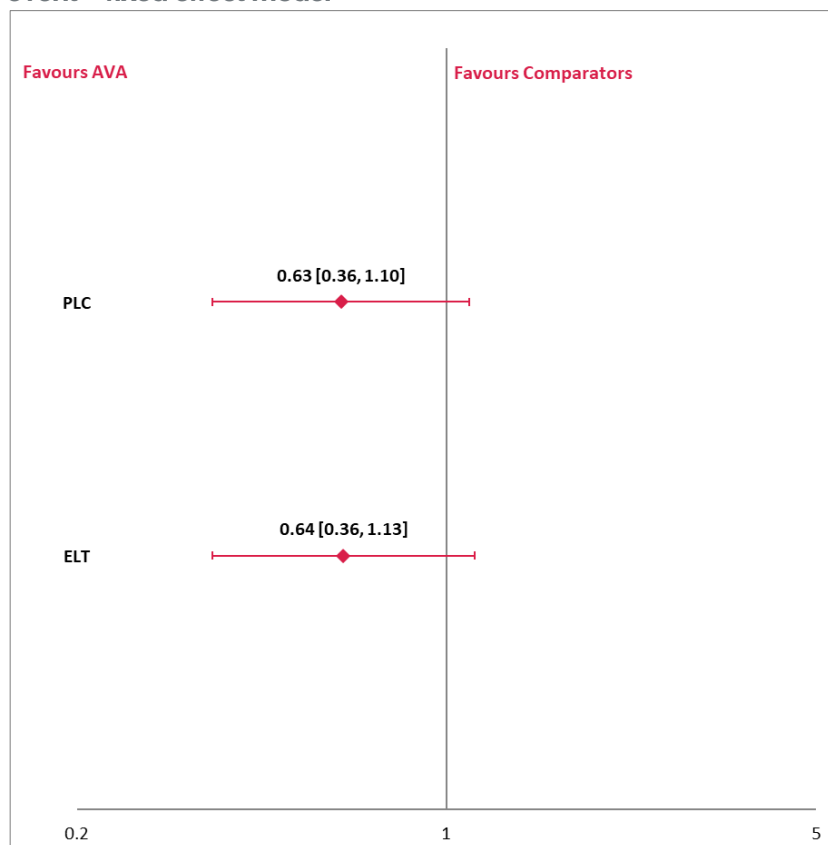 Favours AVA
Favours Comparators
0.63 [0.36, 1.10]
PLC
0.64 [0.36, 1.13]
ELT
0.2
1
5